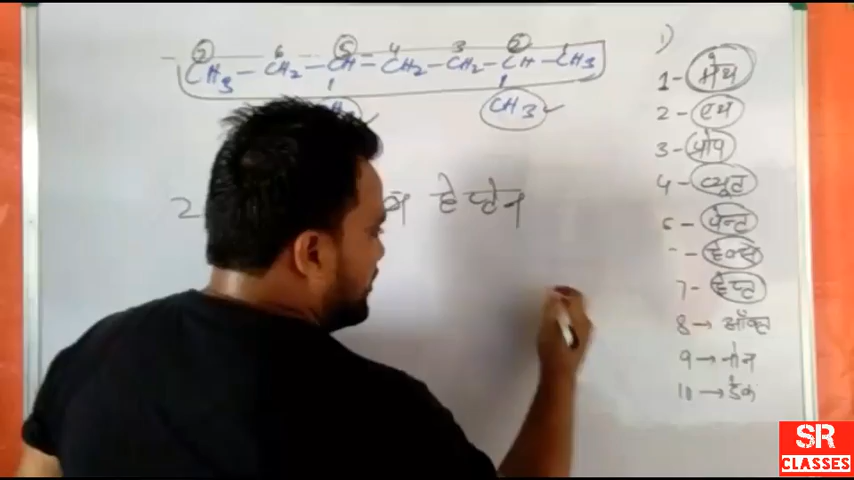 7 6 5 4 3 2 1
CH3 - CH2 - CH - CH2 - CH2 - CH - CH3
CH3
2 हेप्टेन
1)
1 - मेथ
2 - एथ
3 - प्रोप
4 - ब्यूट
5 - पेन्ट
- हेक्स
7 - हेप्ट
8 → ऑक्ट
9 → नोन
10 → डेक
SR
CLASSES